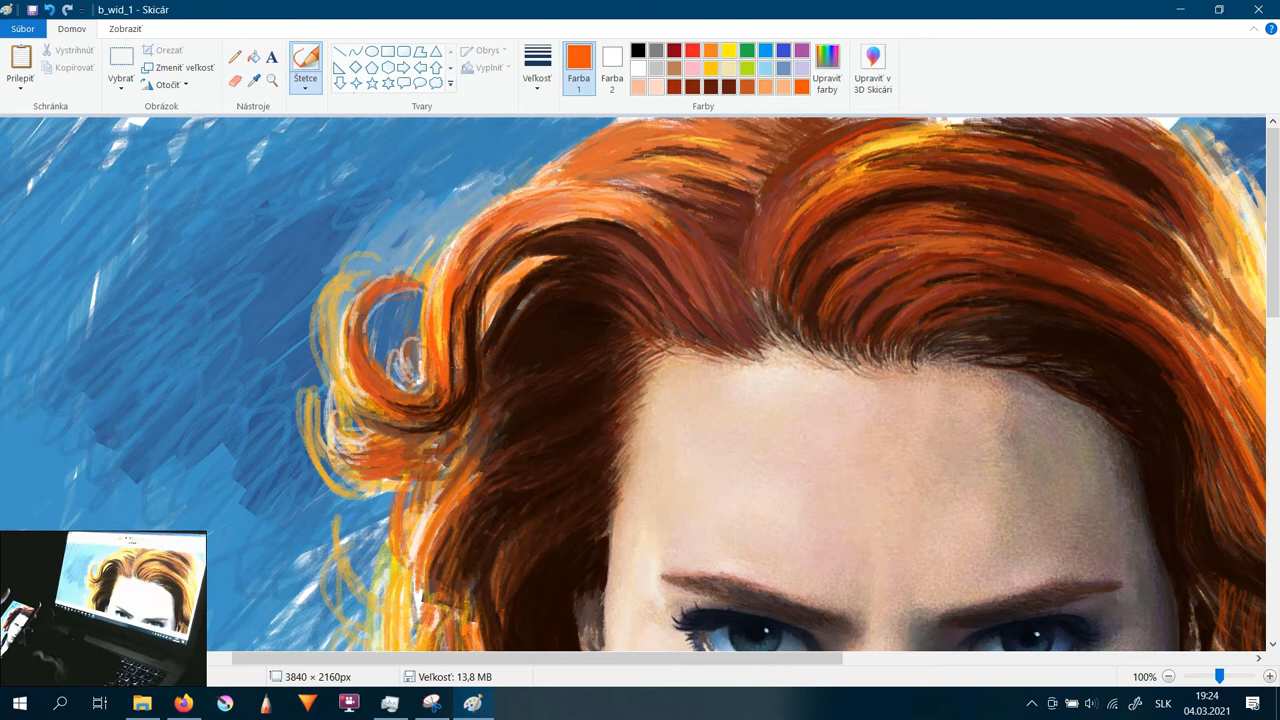 b_wid_1 - Skicár
Súbor Domov Zobraziť
Prilepiť
Vystrihnúť
Kopírovať
Schránka
Vybrať
Orezať
Zmeniť veľkosť
Otočiť
Obrázok
Nástroje
Štetce
Obrys
Vyplniť
Tvary
Veľkosť
Farba
1
Farba
2
Upraviť
farby
Farby
Upraviť v
3D Skicári
3840 × 2160px
Veľkosť: 13,8 MB
100%
SLK
19:24
04.03.2021